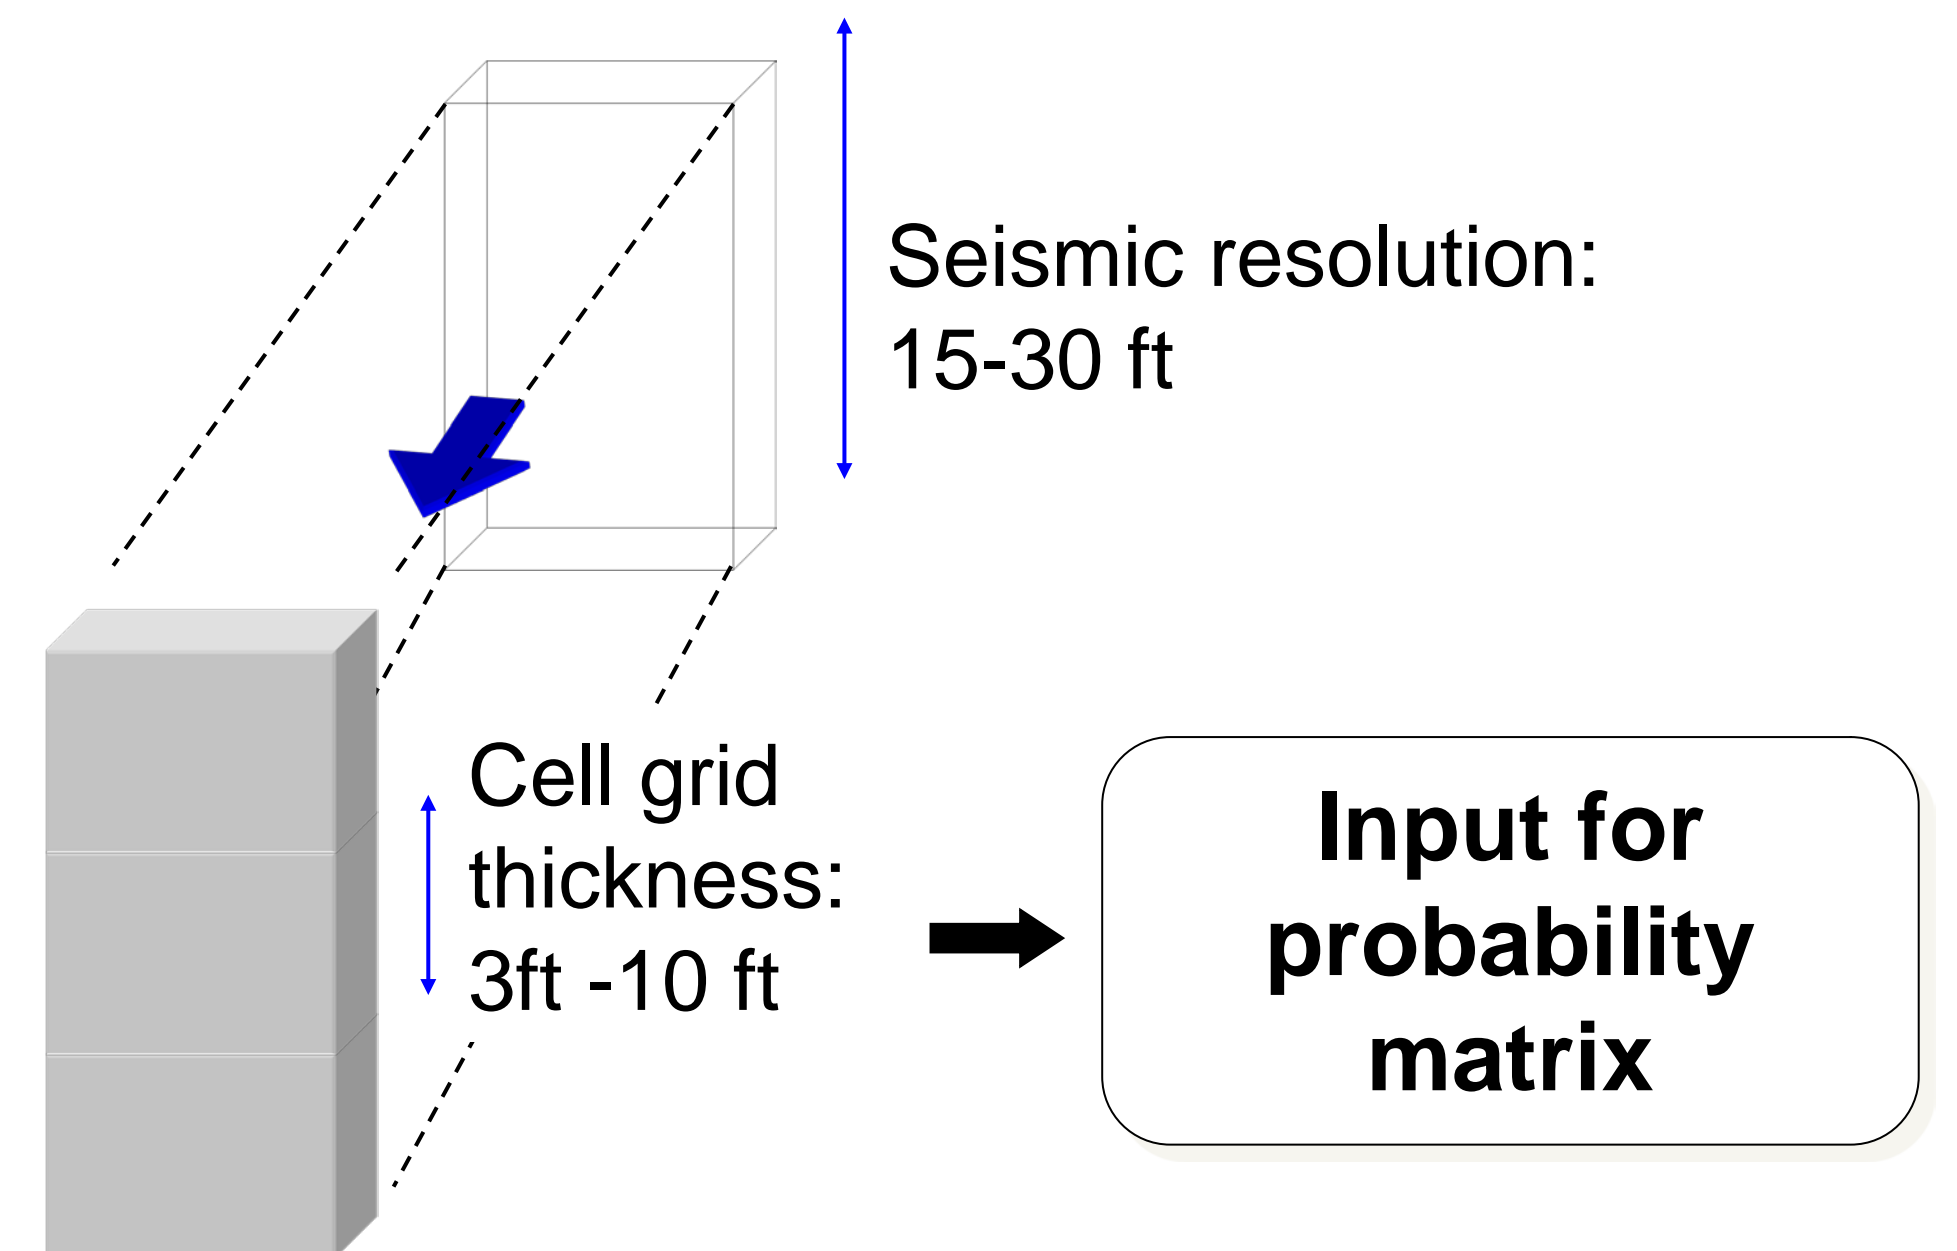 Seismic resolution:
15-30 ft
Cell grid
thickness:
3ft -10 ft
Input for
probability
matrix